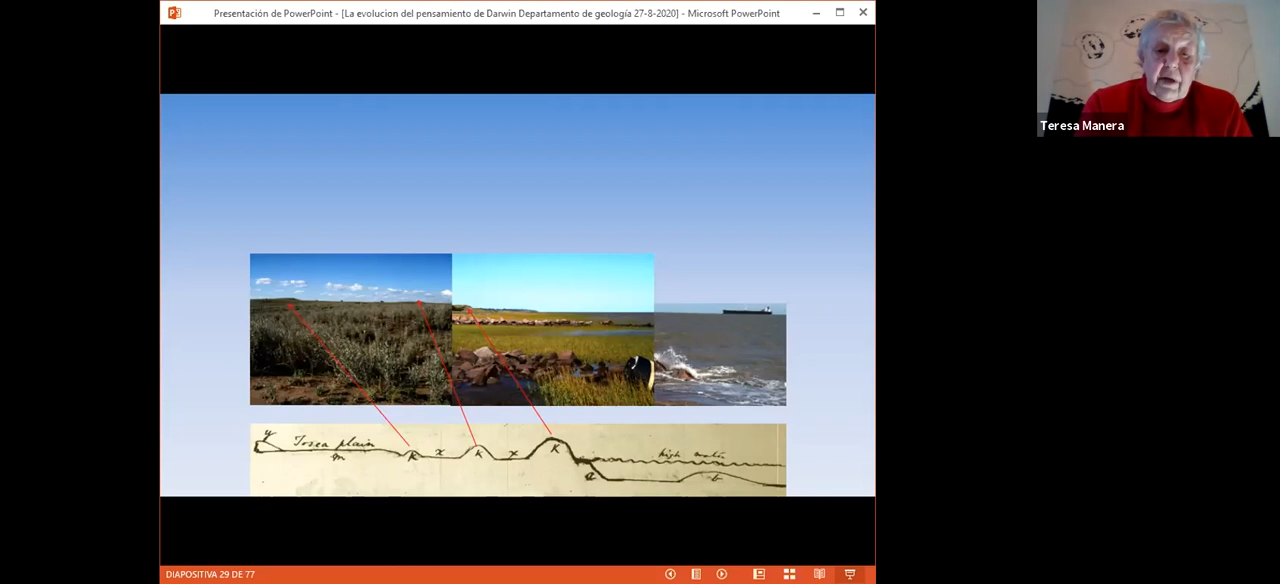 Presentación de PowerPoint - [La evolucion del pensamiento de Darwin Departamento de geología 27-8-2020] - Microsoft PowerPoint
Teresa Manera
y Tosca plain
m k x k x k a high water b
DIAPOSITIVA 29 DE 77